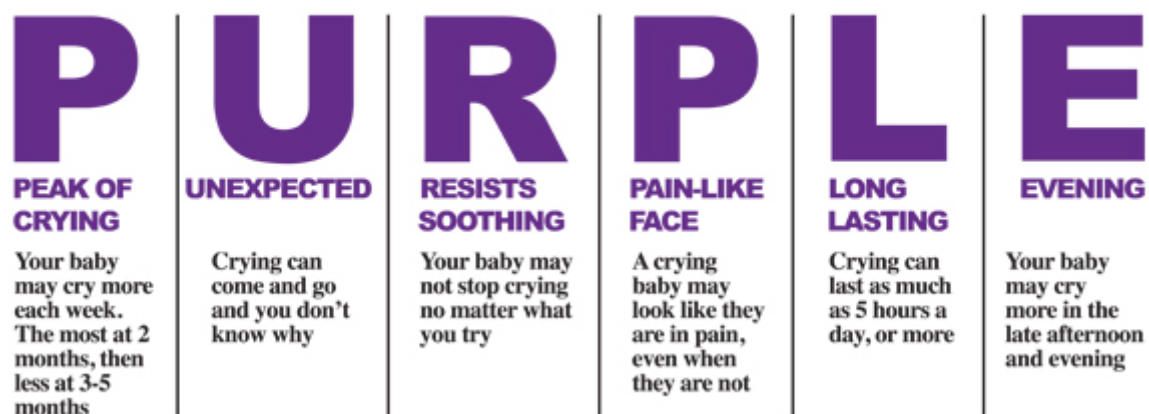 P
PEAK OF
CRYING
Your baby
may cry more
each week.
The most at 2
months, then
less at 3-5
months
U
UNEXPECTED
Crying can
come and go
and you don't
know why
R
RESISTS
SOOTHING
Your baby may
not stop crying
no matter what
you try
P
PAIN-LIKE
FACE
A crying
baby may
look like they
are in pain,
even when
they are not
L
LONG
LASTING
Crying can
last as much
as 5 hours a
day, or more
E
EVENING
Your baby
may cry
more in the
late afternoon
and evening